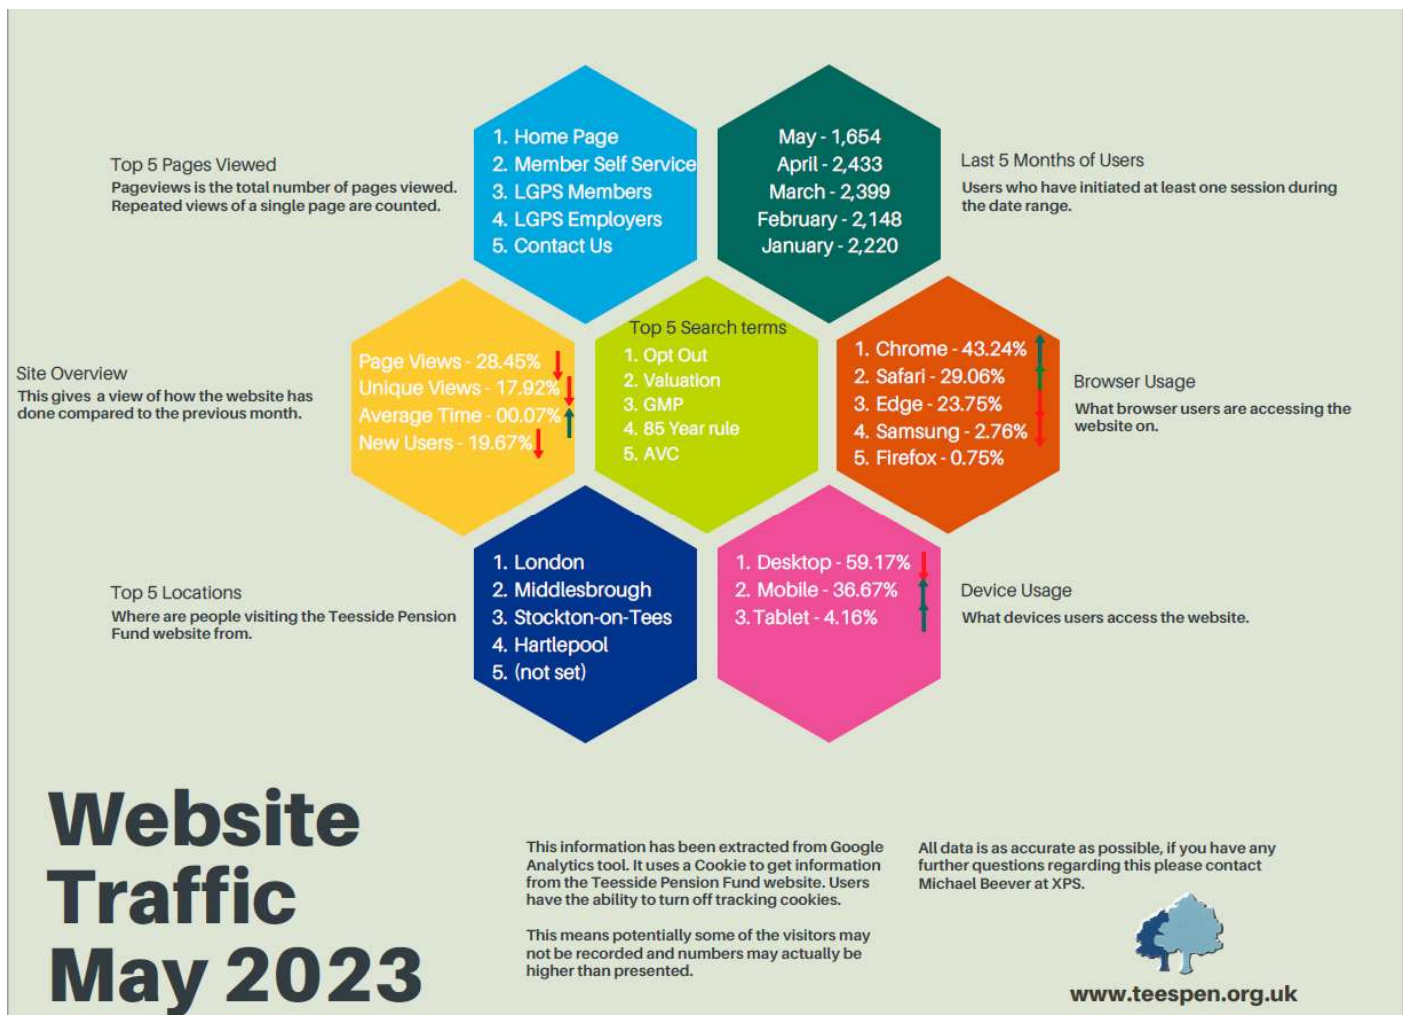 Top 5 Pages Viewed
Pageviews is the total number of pages viewed.
Repeated views of a single page are counted.
1. Home Page
2. Member Self Service
3. LGPS Members
4. LGPS Employers
5. Contact Us
May - 1,654
April - 2,433
March - 2,399
February - 2,148
January - 2,220
Last 5 Months of Users
Users who have initiated at least one session during
the date range.
Site Overview
This gives a view of how the website has
done compared to the previous month.
Page Views - 28.45%
Unique Views - 17.92%
Average Time - 00.07%
New Users - 19.67%
Top 5 Search terms
1. Opt Out
2. Valuation
3. GMP
4. 85 Year rule
5. AVC
1. Chrome - 43.24%
2. Safari - 29.06%
3. Edge - 23.75%
4. Samsung - 2.76%
5. Firefox - 0.75%
Browser Usage
What browser users are accessing the
website on.
Top 5 Locations
Where are people visiting the Teesside Pension
Fund website from.
1. London
2. Middlesbrough
3. Stockton-on-Tees
4. Hartlepool
5. (not set)
1. Desktop - 59.17%
2. Mobile - 36.67%
3. Tablet - 4.16%
Device Usage
What devices users access the website.
Website
Traffic
May 2023
This information has been extracted from Google
Analytics tool. It uses a Cookie to get information
from the Teesside Pension Fund website. Users
have the ability to turn off tracking cookies.
This means potentially some of the visitors may
not be recorded and numbers may actually be
higher than presented.
All data is as accurate as possible, if you have any
further questions regarding this please contact
Michael Beever at XPS.
www.teespen.org.uk